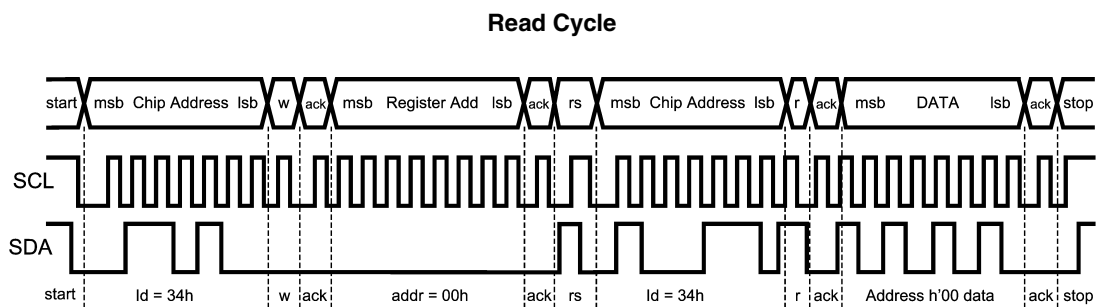 Read Cycle
start msb Chip Address lsb w ack msb Register Add lsb ack rs msb Chip Address lsb r ack msb DATA lsb ack stop
SCL
SDA
start Id = 34h w ack addr = 00h ack rs Id = 34h r ack Address h'00 data ack stop